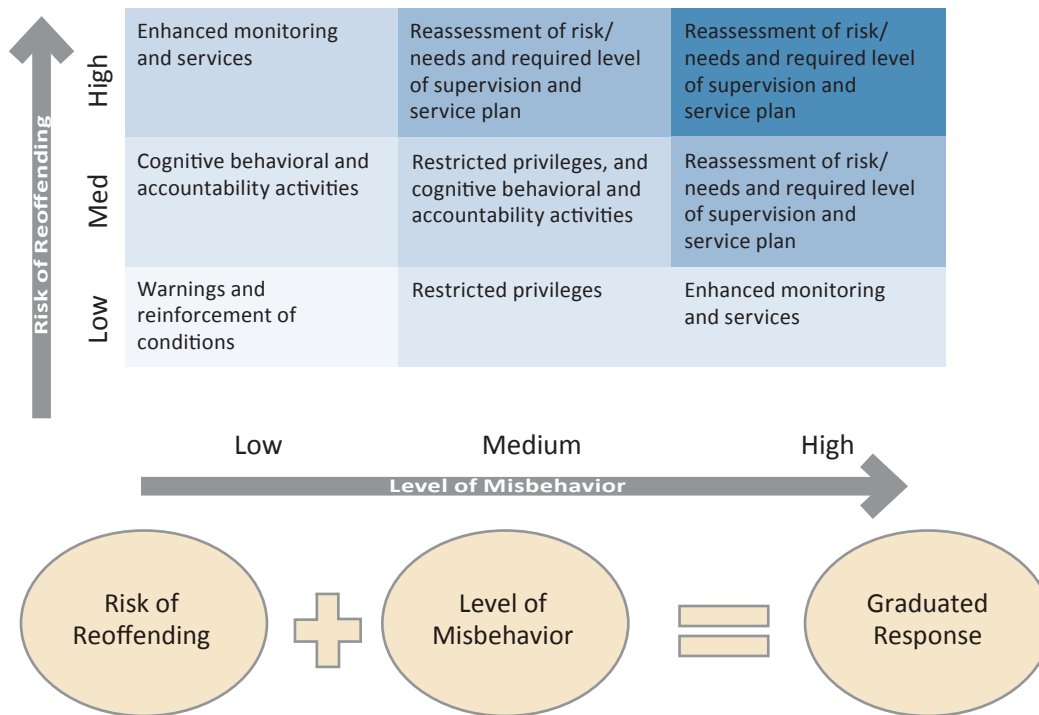 Risk of Reoffending
High
Enhanced monitoring
and services
Reassessment of risk/
needs and required level
of supervision and
service plan
Reassessment of risk/
needs and required level
of supervision and
service plan
Med
Cognitive behavioral and
accountability activities
Restricted privileges, and
cognitive behavioral and
accountability activities
Reassessment of risk/
needs and required level
of supervision and
service plan
Low
Warnings and
reinforcement of
conditions
Restricted privileges
Enhanced monitoring
and services
Low
Medium
High
Level of Misbehavior
Risk of
Reoffending
+
Level of
Misbehavior
=
Graduated
Response